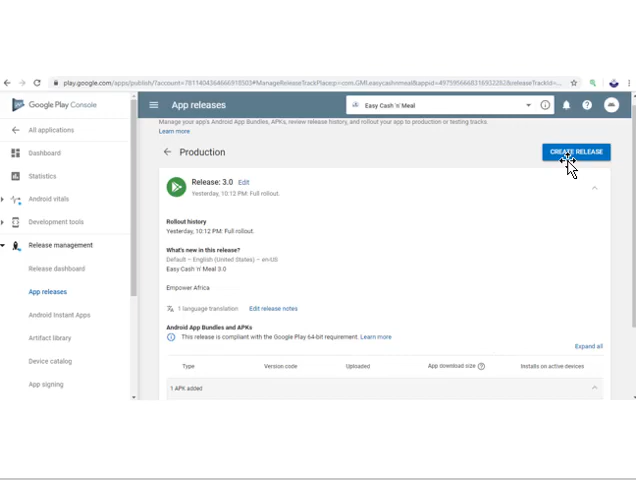 play.google.com/apps/publish/?account=7811404364666918503#ManageReleaseTrackPlace:p=com.GMI.easycashnmeal&appid=4975956668316932282&releaseTrackId=...
Google Play Console
App releases
Easy Cash 'n' Meal
Manage your app's Android App Bundles, APKs, review release history, and rollout your app to production or testing tracks.
Learn more
All applications
Dashboard
Statistics
Android vitals
Development tools
Release management
Release dashboard
App releases
Android Instant Apps
Artifact library
Device catalog
App signing
Production
CREATE RELEASE
Release: 3.0 Edit
Yesterday, 10:12 PM: Full rollout.
Rollout history
Yesterday, 10:12 PM: Full rollout.
What's new in this release?
Default – English (United States) – en-US
Easy Cash 'n' Meal 3.0
Empower Africa
1 language translation Edit release notes
Android App Bundles and APKs
This release is compliant with the Google Play 64-bit requirement. Learn more
Expand all
Type Version code Uploaded App download size Installs on active devices
1 APK added